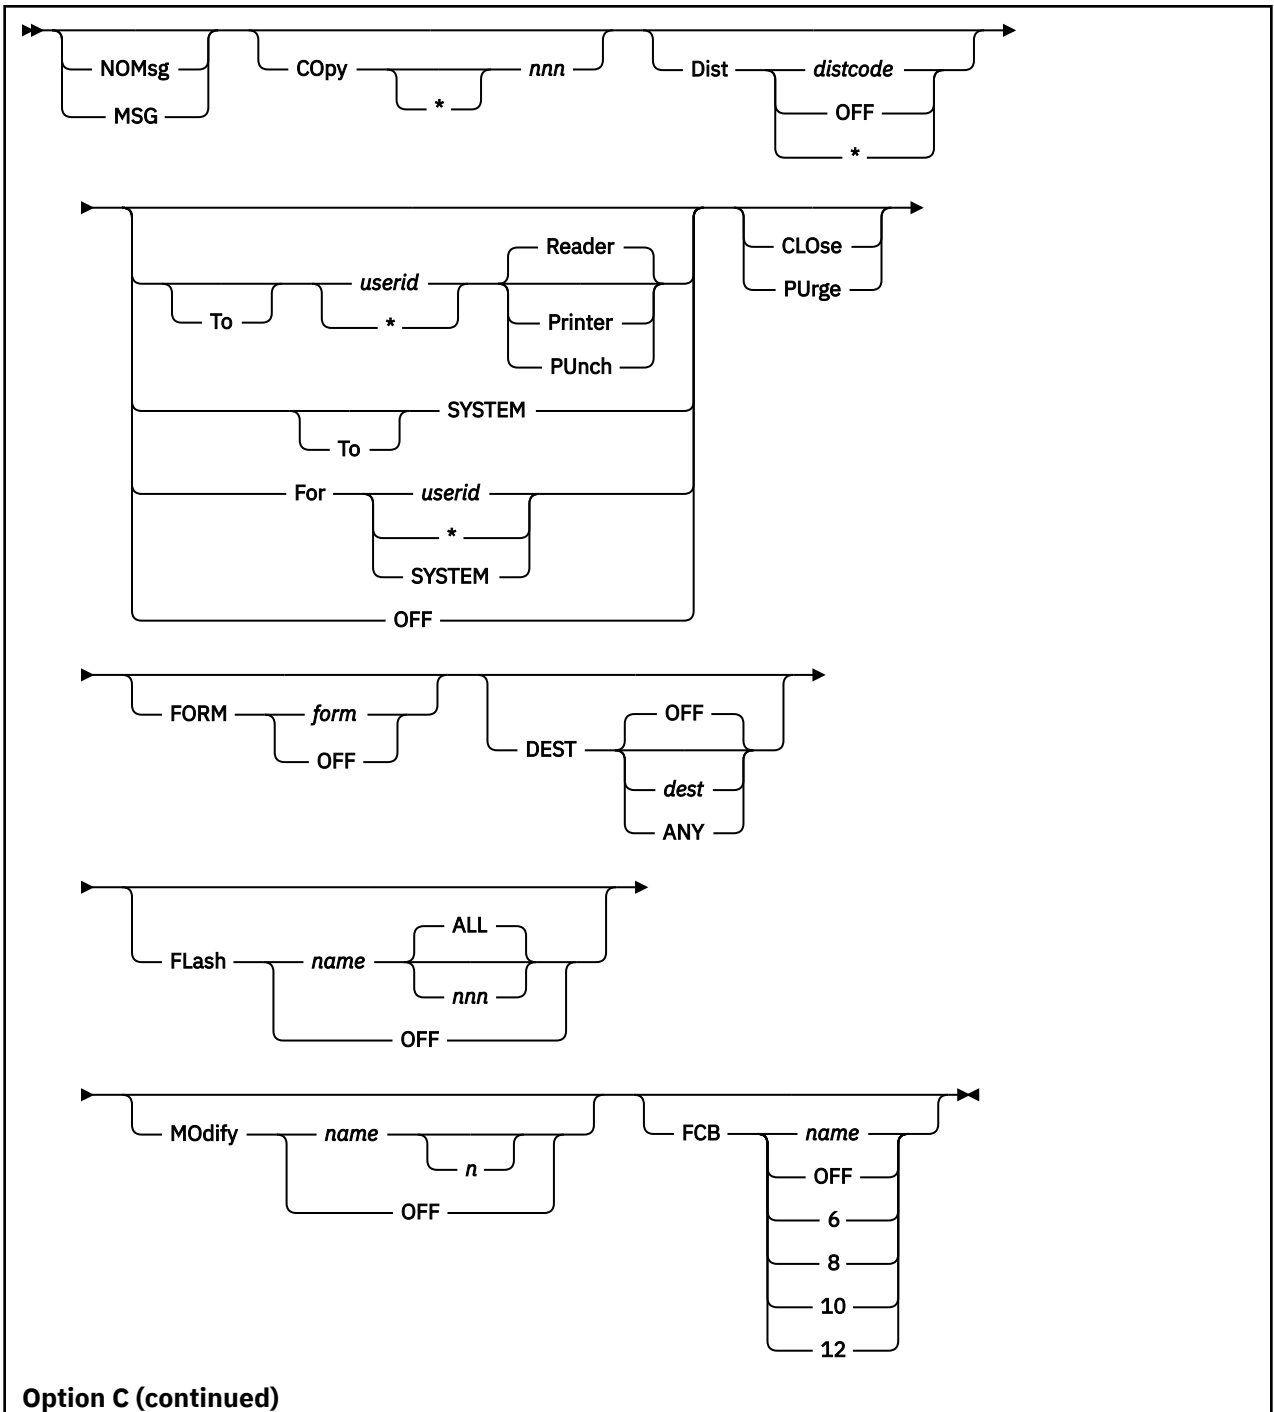 NOMsg COpy nnn Dist distcode
MSG * OFF
*
Reader CLOse
userid PUrge
To * Printer
PUnch
SYSTEM
To
For userid
*
SYSTEM
OFF
FORM form OFF
OFF DEST
dest
ANY
ALL
FLash name
nnn
OFF
MOdify name FCB name
n OFF
OFF 6
8
10
12
Option C (continued)